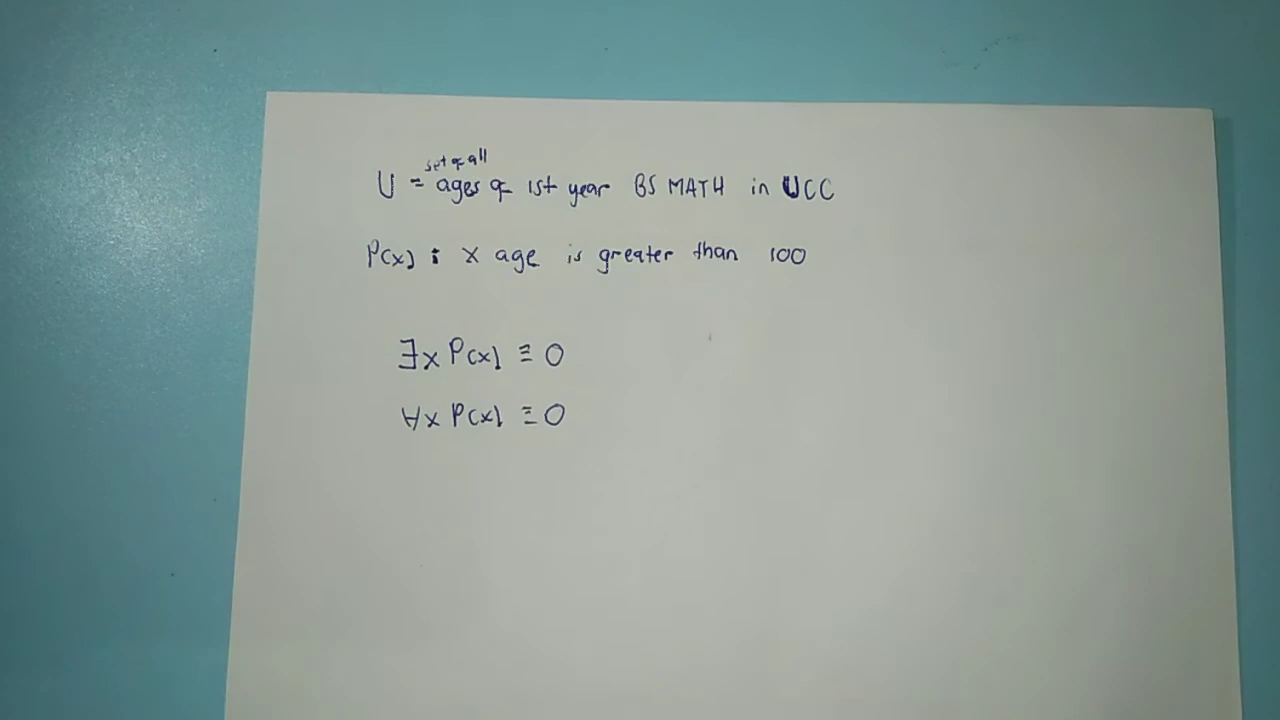 set of all
U = ages of 1st year BS MATH in UCC
P(x) : x age is greater than 100
∃x P(x) ≡ 0
∀x P(x) ≡ 0